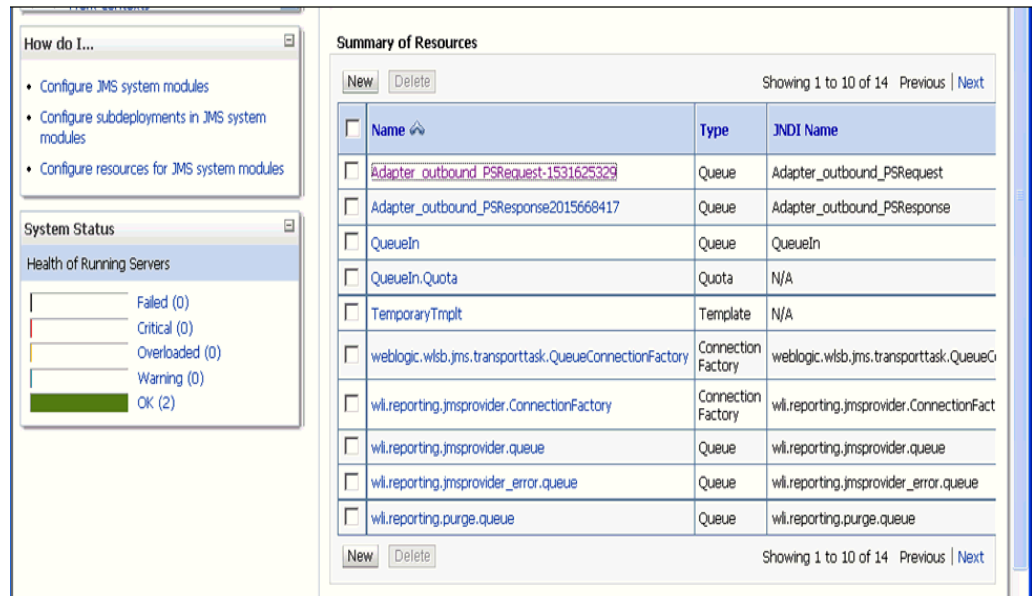 How do I...
• Configure JMS system modules
• Configure subdeployments in JMS system
modules
• Configure resources for JMS system modules
System Status
Health of Running Servers
Failed (0)
Critical (0)
Overloaded (0)
Warning (0)
OK (2)
Summary of Resources
New Delete Showing 1 to 10 of 14 Previous | Next
Name Type JNDI Name
Adapter_outbound_PSRequest-1531625329 Queue Adapter_outbound_PSRequest
Adapter_outbound_PSResponse2015668417 Queue Adapter_outbound_PSResponse
QueueIn Queue QueueIn
QueueIn.Quota Quota N/A
TemporaryTmplt Template N/A
weblogic.wlsb.jms.transporttask.QueueConnectionFactory Connection Factory weblogic.wlsb.jms.transporttask.QueueC
wli.reporting.jmsprovider.ConnectionFactory Connection Factory wli.reporting.jmsprovider.ConnectionFact
wli.reporting.jmsprovider.queue Queue wli.reporting.jmsprovider.queue
wli.reporting.jmsprovider_error.queue Queue wli.reporting.jmsprovider_error.queue
wli.reporting.purge.queue Queue wli.reporting.purge.queue
New Delete Showing 1 to 10 of 14 Previous | Next